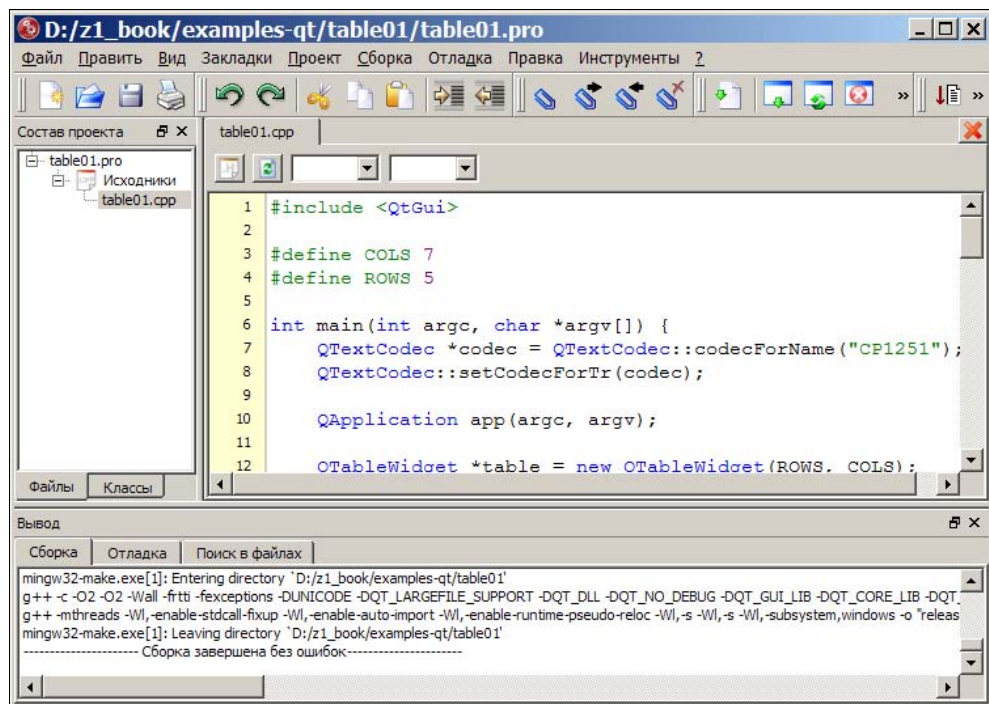 D:/z1_book/examples-qt/table01/table01.pro
Файл Править Вид Закладки Проект Сборка Отладка Правка Инструменты ?
Состав проекта
table01.pro
Исходники
table01.cpp
Файлы Классы
table01.cpp
1 #include <QtGui>
2
3 #define COLS 7
4 #define ROWS 5
5
6 int main(int argc, char *argv[]) {
7 QTextCodec *codec = QTextCodec::codecForName("CP1251");
8 QTextCodec::setCodecForTr(codec);
9
10 QApplication app(argc, argv);
11
12 QTableWidget *table = new QTableWidget(ROWS, COLS);
Вывод
Сборка Отладка Поиск в файлах
mingw32-make.exe[1]: Entering directory `D:/z1_book/examples-qt/table01'
g++ -c -O2 -O2 -Wall -frtti -fexceptions -DUNICODE -DQT_LARGEFILE_SUPPORT -DQT_DLL -DQT_NO_DEBUG -DQT_GUI_LIB -DQT_CORE_LIB -DQT_
g++ -mthreads -Wl,-enable-stdcall-fixup -Wl,-enable-auto-import -Wl,-enable-runtime-pseudo-reloc -Wl,-s -Wl,-s -Wl,-subsystem,windows -o "releas
mingw32-make.exe[1]: Leaving directory `D:/z1_book/examples-qt/table01'
---------------------- Сборка завершена без ошибок----------------------